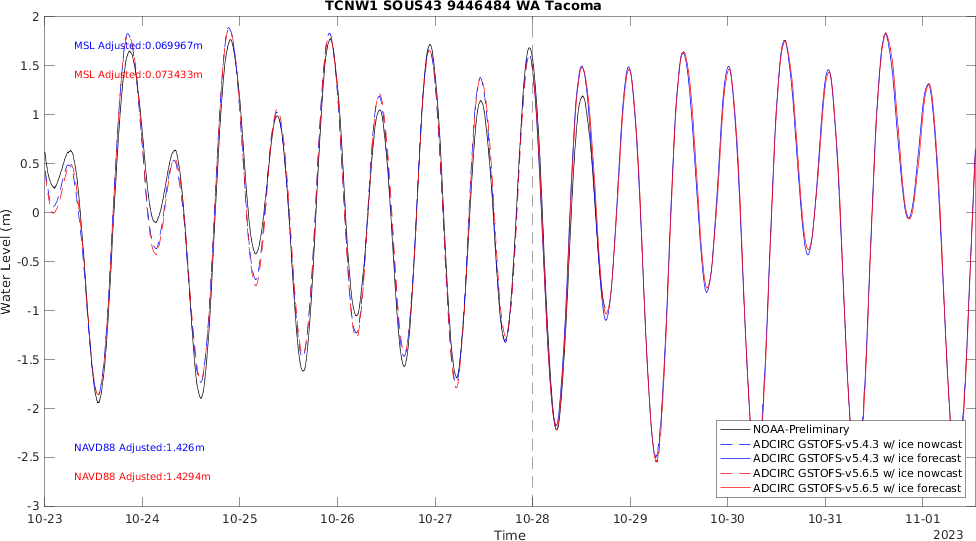 TCNW1 SOUS43 9446484 WA Tacoma
2
1.5
1
0.5
0
-0.5
-1
-1.5
-2
-2.5
-3
Water Level (m)
MSL Adjusted:0.069967m
MSL Adjusted:0.073433m
NAVD88 Adjusted:1.426m
NAVD88 Adjusted:1.4294m
NOAA-Preliminary
ADCIRC GSTOFS-v5.4.3 w/ ice nowcast
ADCIRC GSTOFS-v5.4.3 w/ ice forecast
ADCIRC GSTOFS-v5.6.5 w/ ice nowcast
ADCIRC GSTOFS-v5.6.5 w/ ice forecast
10-23 10-24 10-25 10-26 10-27 10-28 10-29 10-30 10-31 11-01
Time
2023